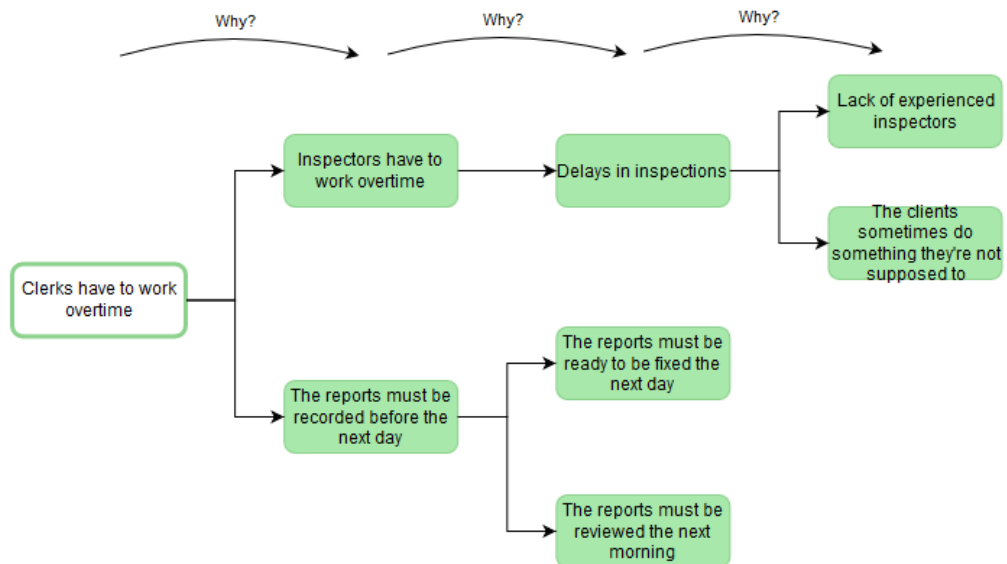 Why?
Why?
Why?
Lack of experienced
inspectors
Inspectors have to
work overtime
Delays in inspections
The clients
sometimes do
something they're not
supposed to
Clerks have to work
overtime
The reports must be
ready to be fixed the
next day
The reports must be
recorded before the
next day
The reports must be
reviewed the next
morning